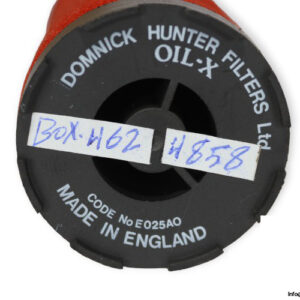 DOMNICK HUNTER FILTERS Ltd
OIL-X
BOX-H62
H858
CODE No E025AO
MADE IN ENGLAND